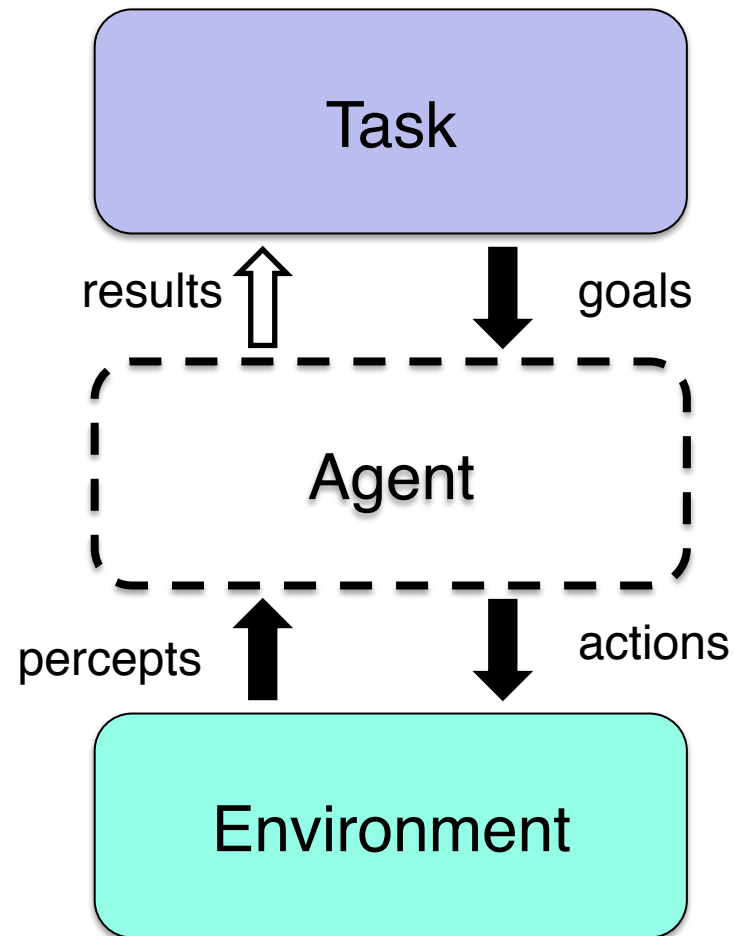 Task
results
goals
Agent
percepts
actions
Environment